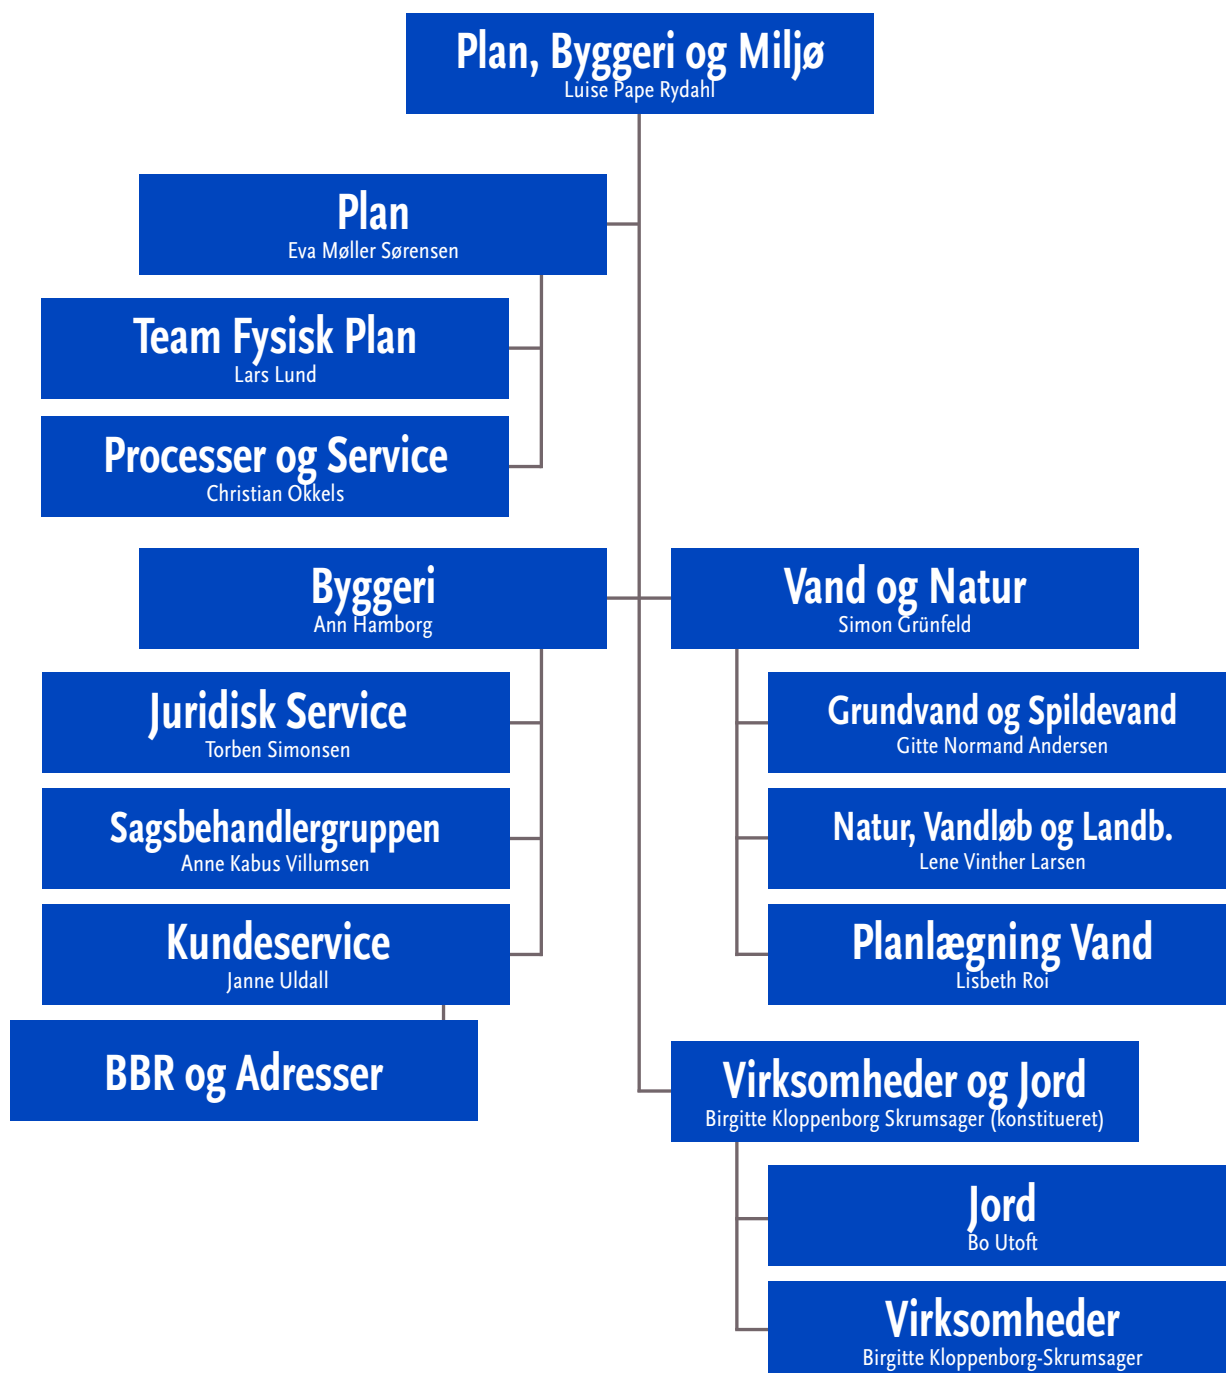 Plan, Byggeri og Miljø
Luise Pape Rydahl
Plan
Eva Møller Sørensen
Team Fysisk Plan
Lars Lund
Processer og Service
Christian Okkels
Byggeri
Ann Hamborg
Juridisk Service
Torben Simonsen
Sagsbehandlergruppen
Anne Kabus Villumsen
Kundeservice
Janne Uldall
BBR og Adresser
Vand og Natur
Simon Grünfeld
Grundvand og Spildevand
Gitte Normand Andersen
Natur, Vandløb og Landb.
Lene Vinther Larsen
Planlægning Vand
Lisbeth Roi
Virksomheder og Jord
Birgitte Kloppenborg Skrumsager (konstitueret)
Jord
Bo Utoft
Virksomheder
Birgitte Kloppenborg-Skrumsager